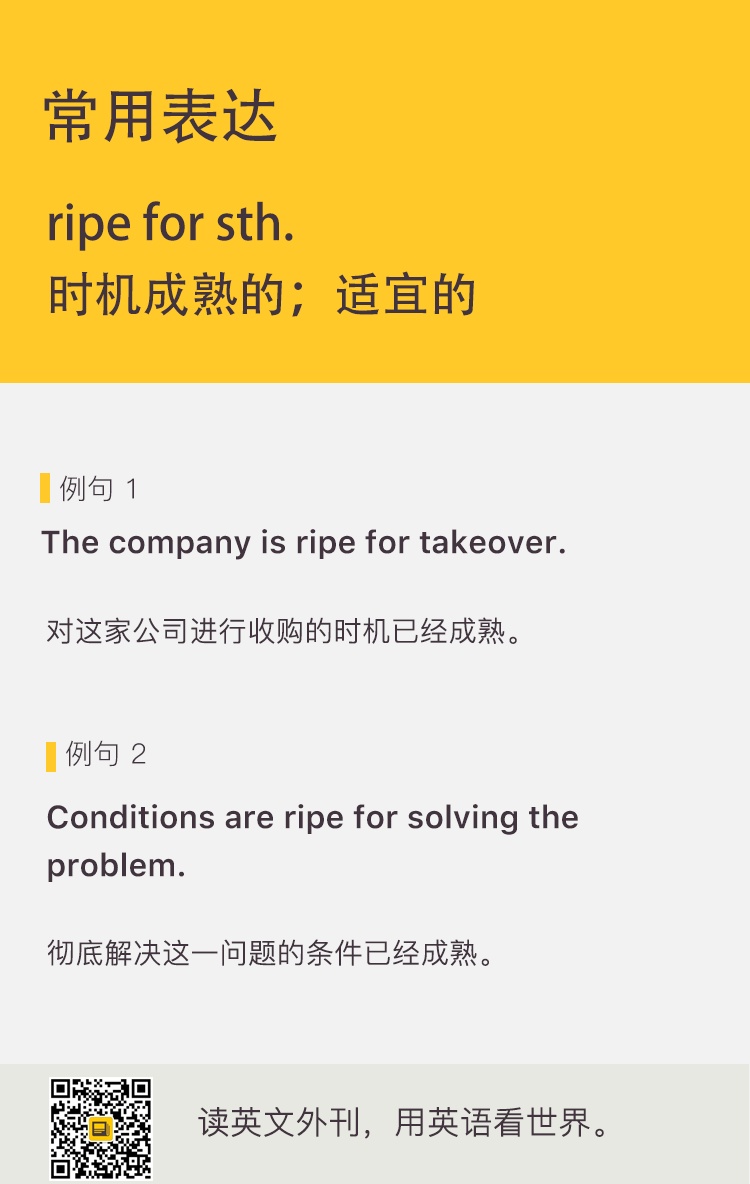 常用表达
ripe for sth.
时机成熟的；适宜的
例句 1
The company is ripe for takeover.
对这家公司进行收购的时机已经成熟。
例句 2
Conditions are ripe for solving the
problem.
彻底解决这一问题的条件已经成熟。
读英文外刊，用英语看世界。